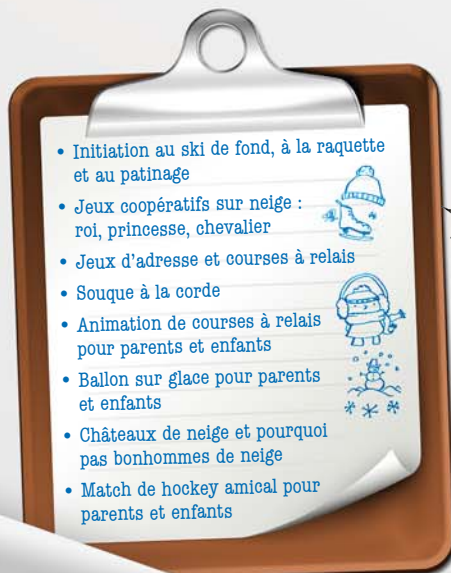 • Initiation au ski de fond, à la raquette
et au patinage
• Jeux coopératifs sur neige :
roi, princesse, chevalier
• Jeux d'adresse et courses à relais
• Souque à la corde
• Animation de courses à relais
pour parents et enfants
• Ballon sur glace pour parents
et enfants
• Châteaux de neige et pourquoi
pas bonhommes de neige
• Match de hockey amical pour
parents et enfants